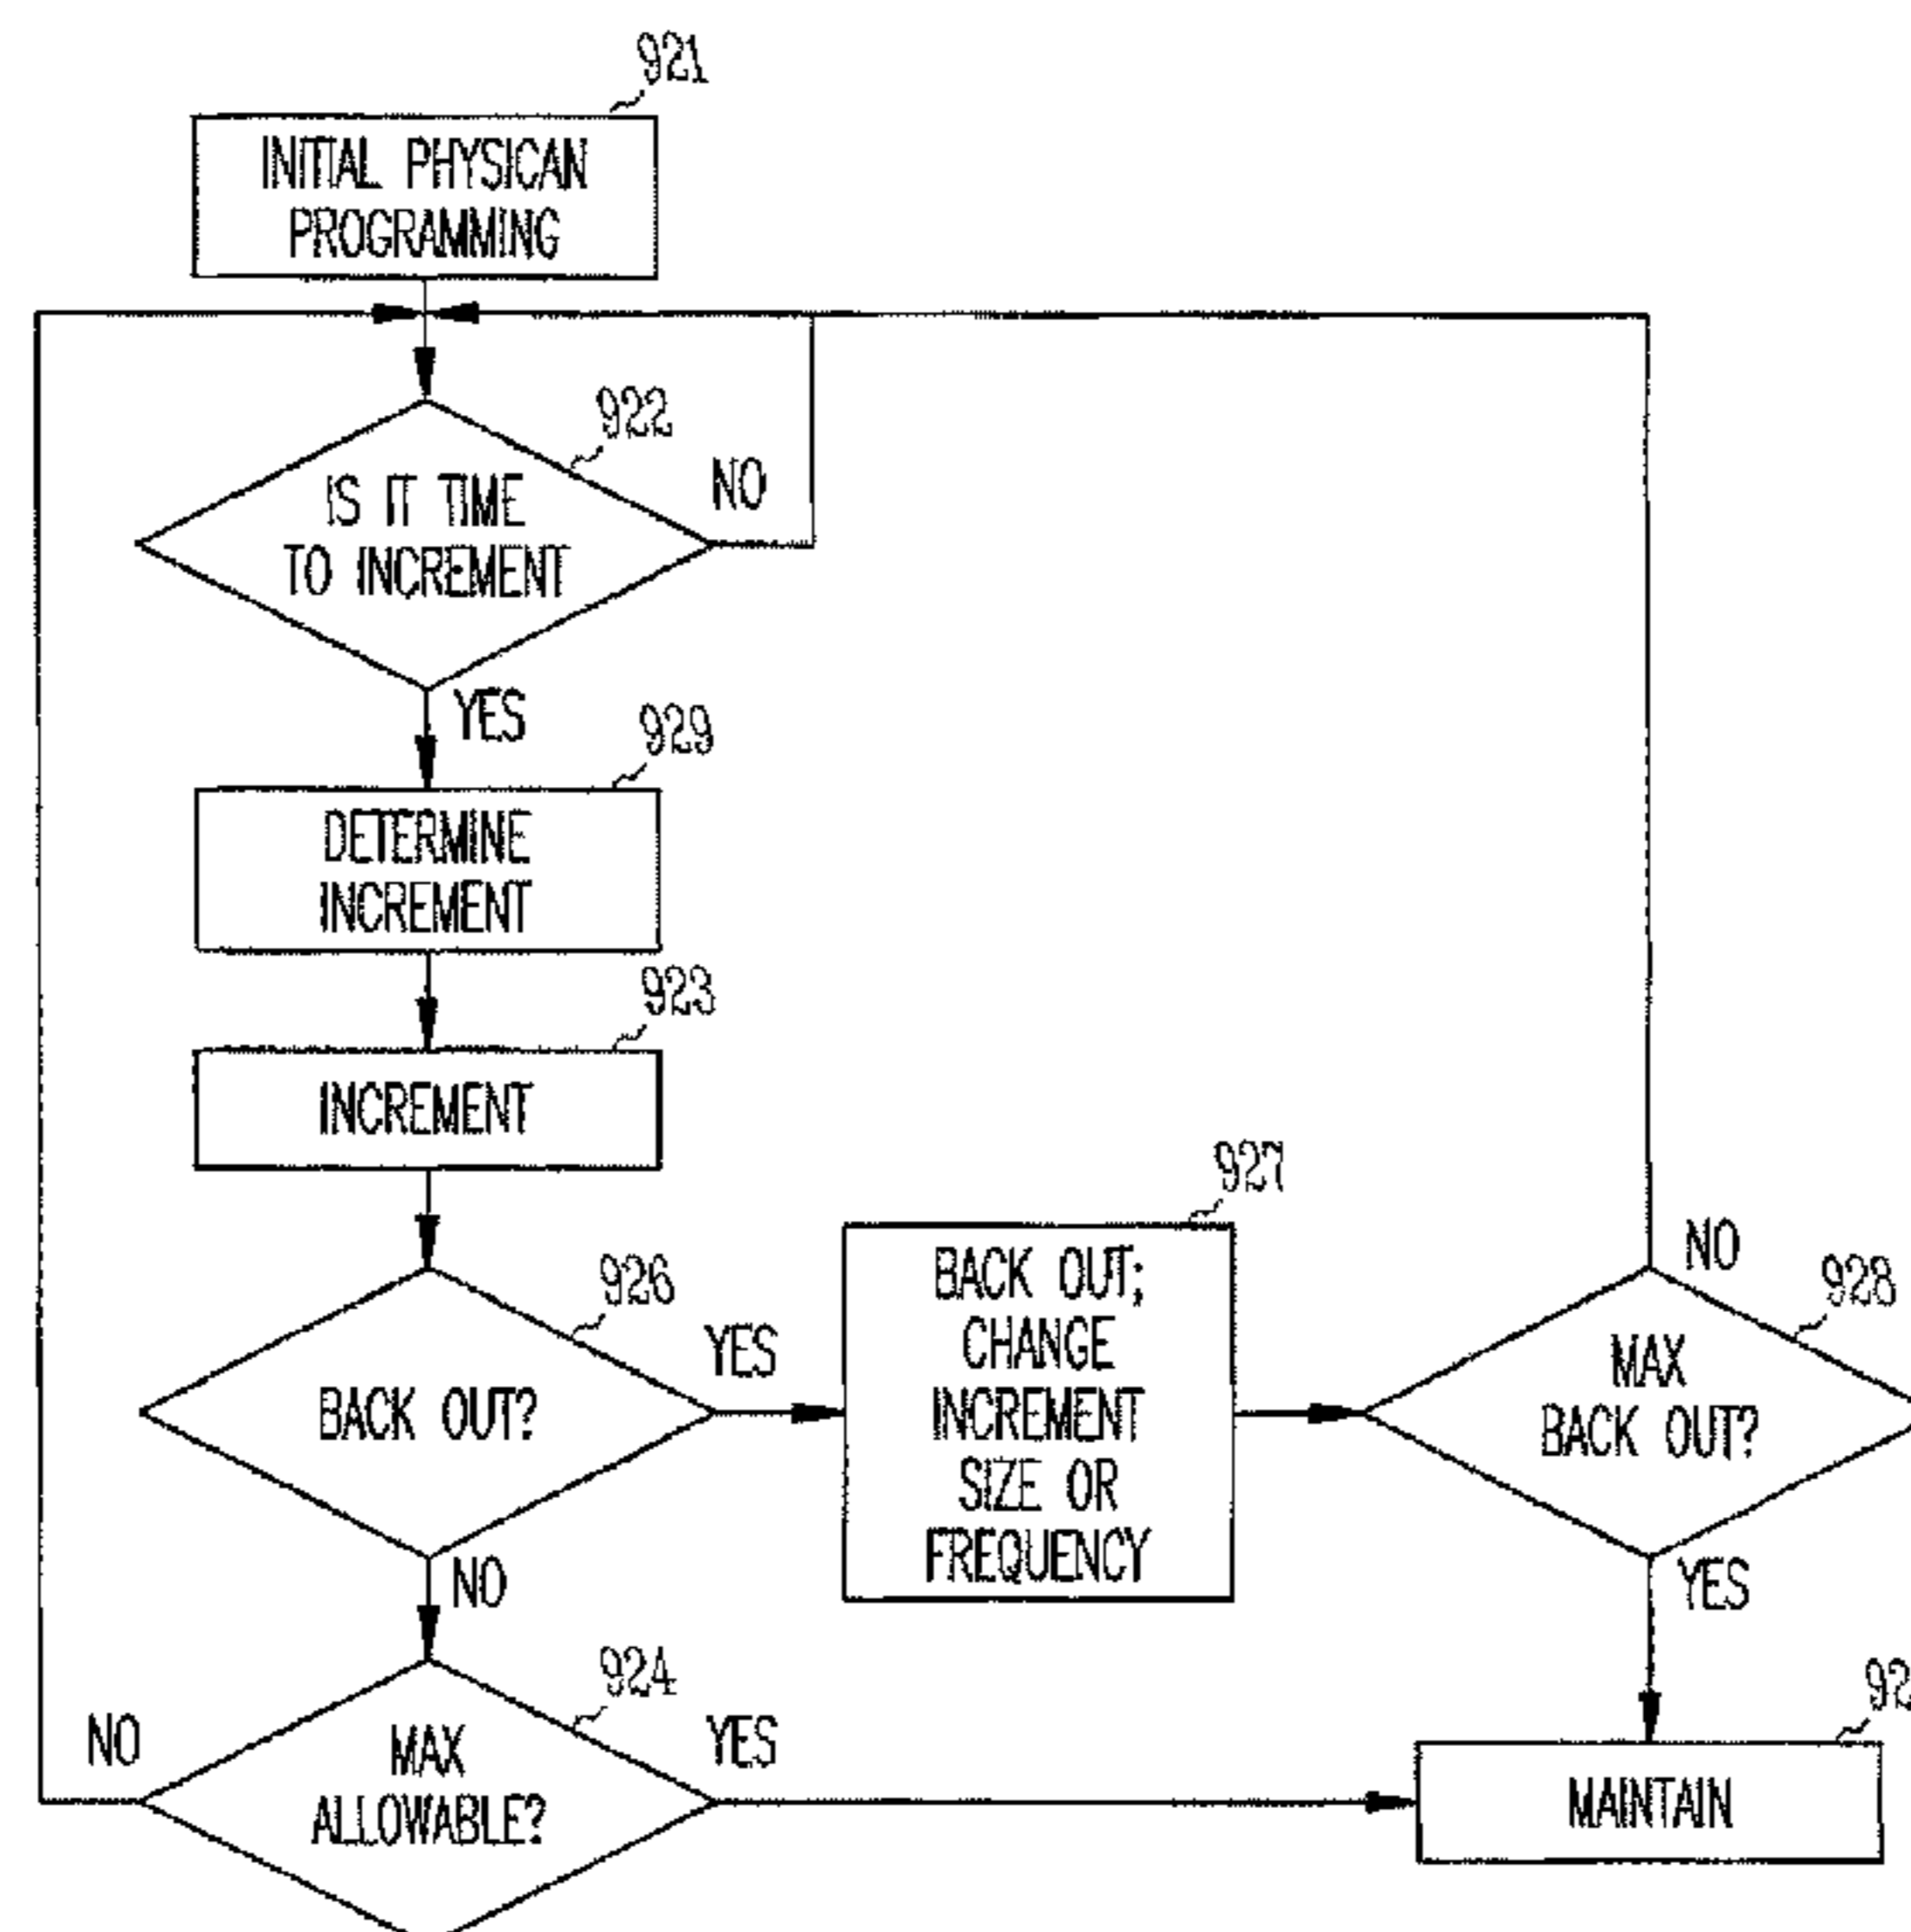 921
INITIAL PHYSICAN
PROGRAMMING
922
IS IT TIME
TO INCREMENT
NO
YES
929
DETERMINE
INCREMENT
923
INCREMENT
926
BACK OUT?
YES
NO
927
BACK OUT;
CHANGE
INCREMENT
SIZE OR
FREQUENCY
928
MAX
BACK OUT?
NO
YES
924
MAX
ALLOWABLE?
NO
YES
MAINTAIN